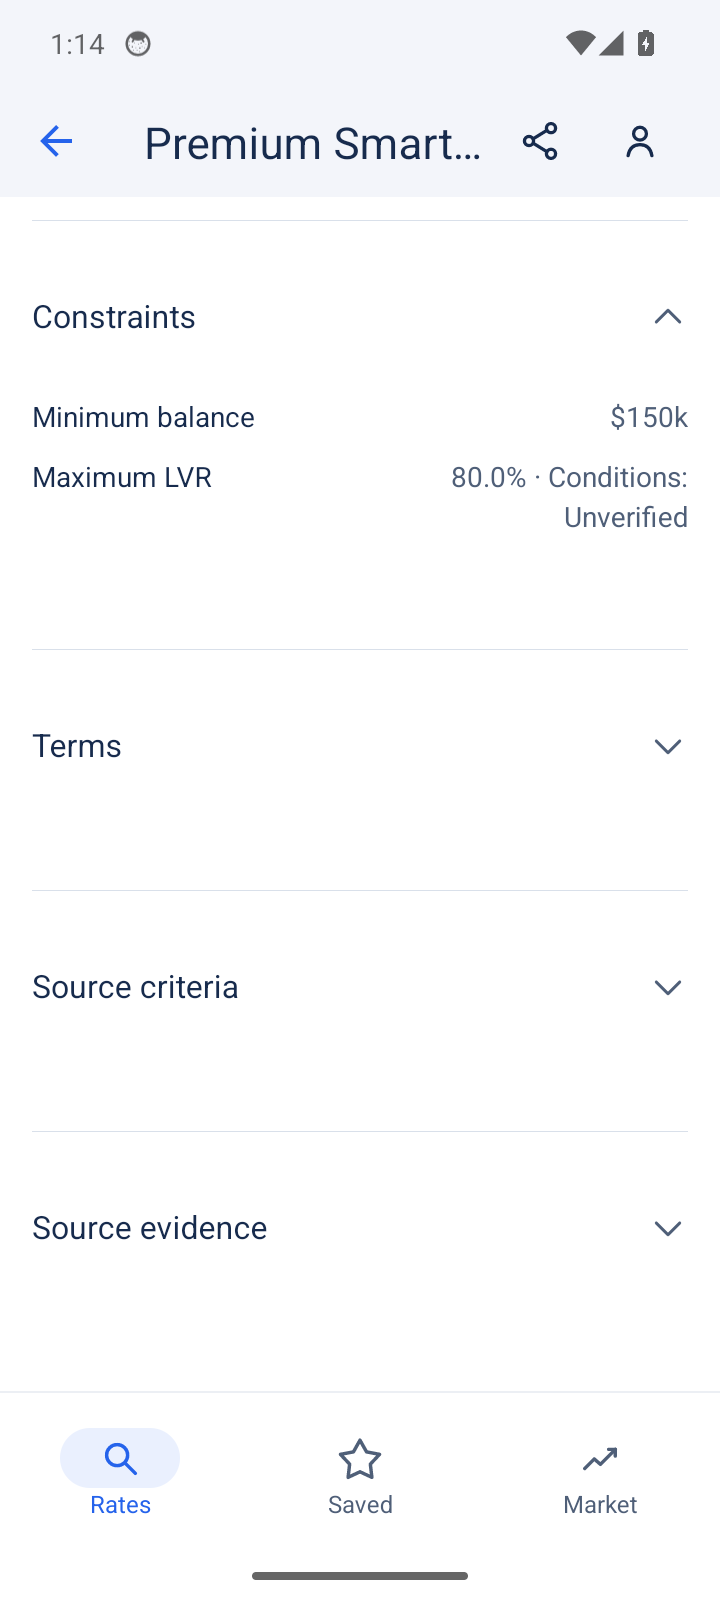 1:14
Premium Smart...
Constraints
Minimum balance $150k
Maximum LVR 80.0% · Conditions:
Unverified
Terms
Source criteria
Source evidence
Rates Saved Market